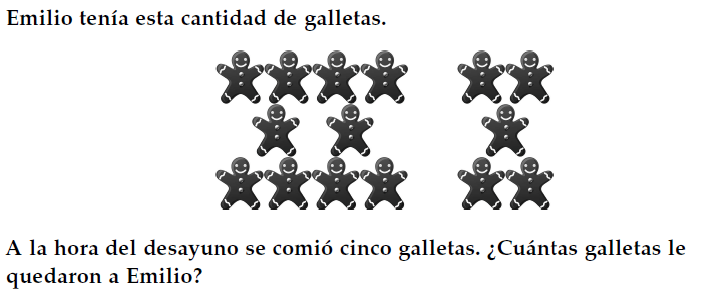 Emilio tenía esta cantidad de galletas.
A la hora del desayuno se comió cinco galletas. ¿Cuántas galletas le
quedaron a Emilio?